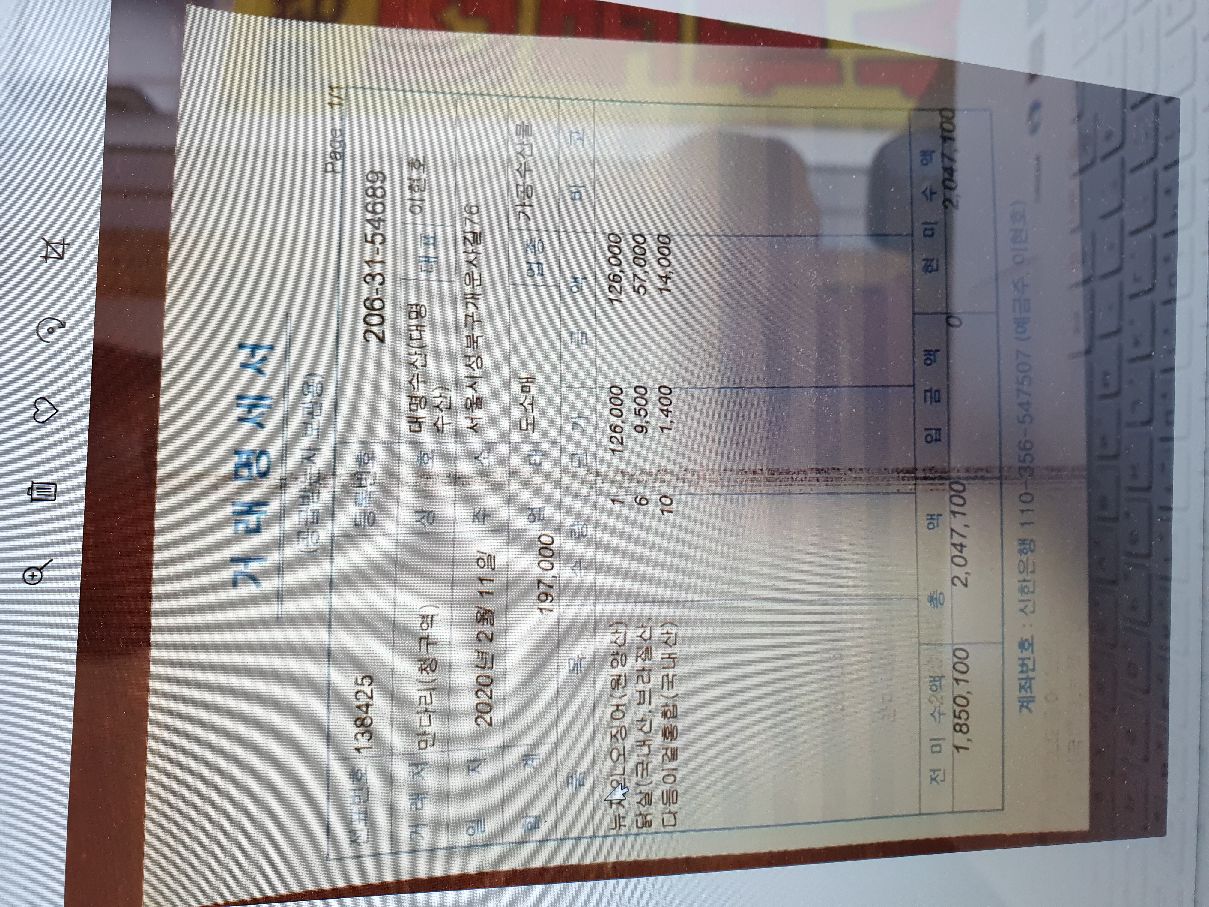 거래명세서
(공급받는자 보관용)
Page : 1/1
전표번호 138425 등록번호 206-31-54689
거래처 만다리(청구역) 상호 대명수산(대명수산) 대표 이현호
일자 2020년 2월 11일 주소 서울시성북구개운사길76
합계 197,000 업태 도소매 업종 가공수산물
품목 수량 단가 금액 비고
오징어(원양산) 1 126,000 126,000
닭살(국내산,브라질산 6 9,500 57,000
다듬이겉홍합(국내산) 10 1,400 14,000
전미수액 총액 입금액 현미수액
1,850,100 2,047,100 0 2,047,100
계좌번호 : 신한은행 110-356-547507 (예금주 이현호)